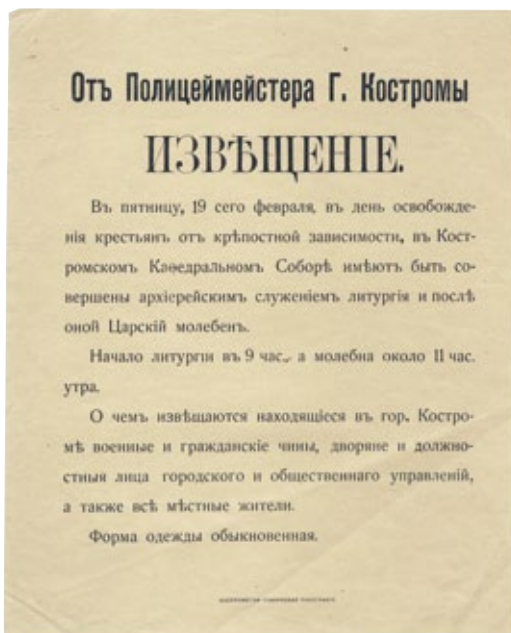 Отъ Полицеймейстера Г. Костромы
ИЗВѢЩЕНІЕ.
Въ пятницу, 19 сего февраля, въ день освобожде-
нія крестьян отъ крѣпостной зависимости, въ Кост-
ромскомъ Каѳедральномъ Соборѣ имѣютъ быть со-
вершены архіерейскимъ служеніемъ литургія и послѣ
оной Царскій молебенъ.
Начало литургіи въ 9 час., а молебна около 11 час.
утра.
О чемъ извѣщаются находящіеся въ гор. Костро-
мѣ военные и гражданскіе чины, дворяне и должно-
стныя лица городского и общественнаго управленій,
а также всѣ мѣстные жители.
Форма одежды обыкновенная.